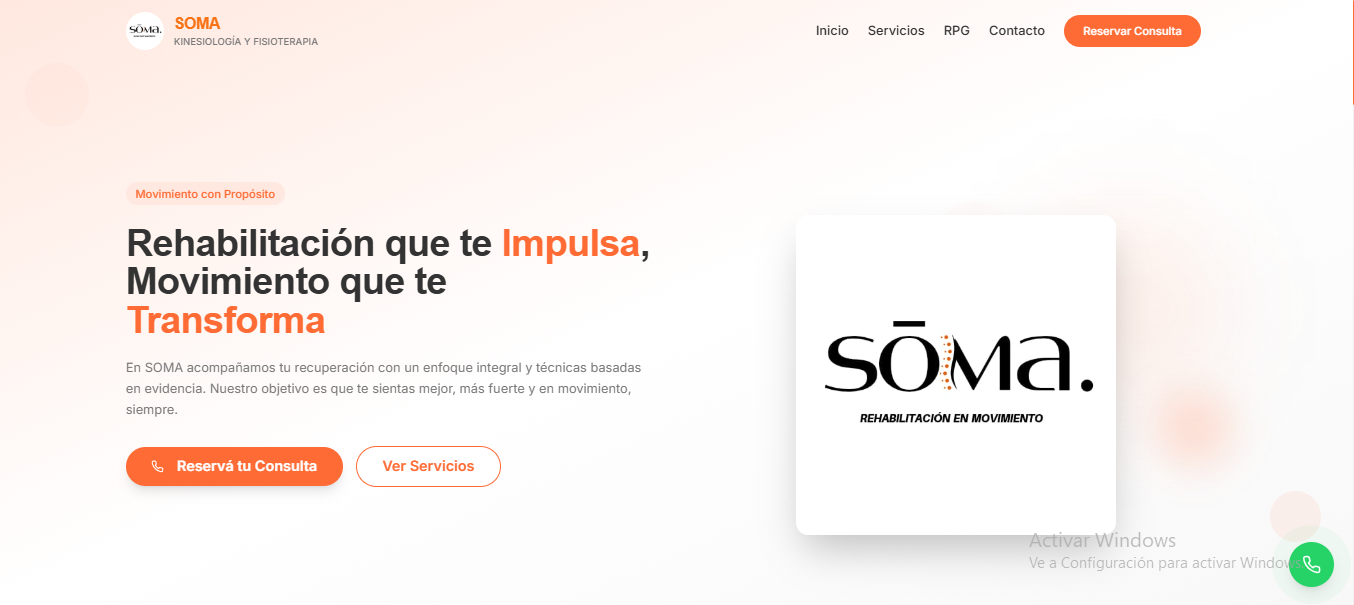 sōma.
SOMA
KINESIOLOGÍA Y FISIOTERAPIA
Inicio
Servicios
RPG
Contacto
Reservar Consulta
Movimiento con Propósito
Rehabilitación que te Impulsa,
Movimiento que te
Transforma
En SOMA acompañamos tu recuperación con un enfoque integral y técnicas basadas
en evidencia. Nuestro objetivo es que te sientas mejor, más fuerte y en movimiento,
siempre.
Reservá tu Consulta
Ver Servicios
sōma.
REHABILITACIÓN EN MOVIMIENTO
Activar Windows
Ve a Configuración para activar Windows.